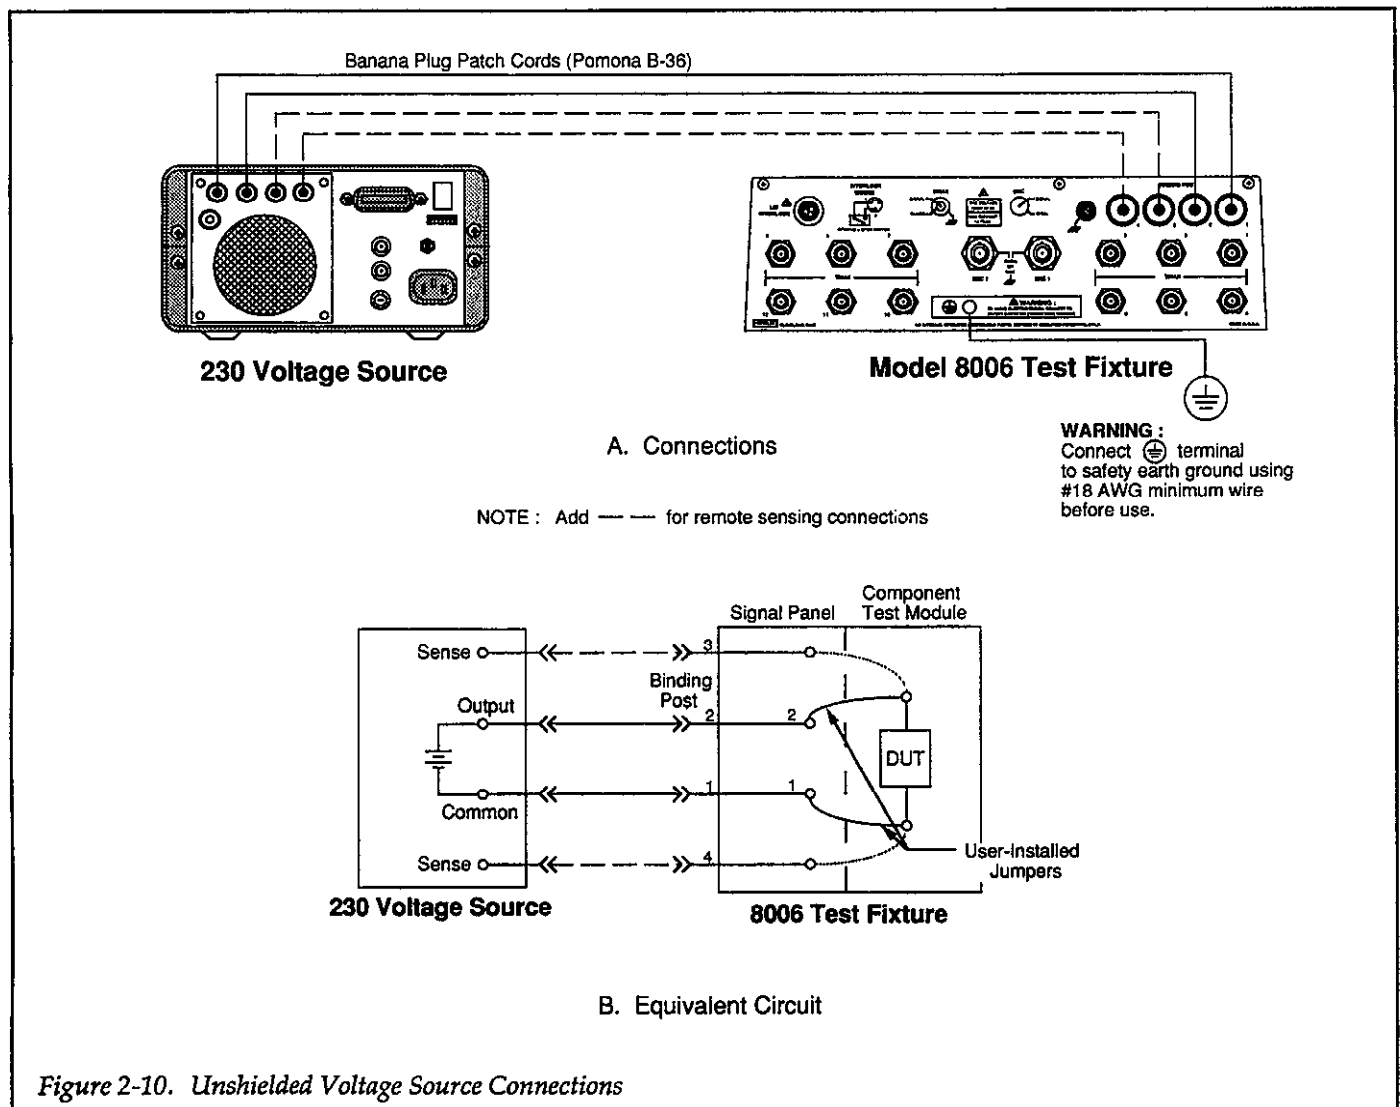 Banana Plug Patch Cords (Pomona B-36)
230 Voltage Source
WARNING :
Model 8006 Test Fixture
A. Connections
WARNING :
Connect terminal
to safety earth ground using
#18 AWG minimum wire
before use.
NOTE : Add — — for remote sensing connections
Component
Signal Panel Test Module
Sense
3
Binding
Post
Output
2 2
DUT
1 1
Common
Sense
4
User-Installed
Jumpers
230 Voltage Source
8006 Test Fixture
B. Equivalent Circuit
Figure 2-10. Unshielded Voltage Source Connections